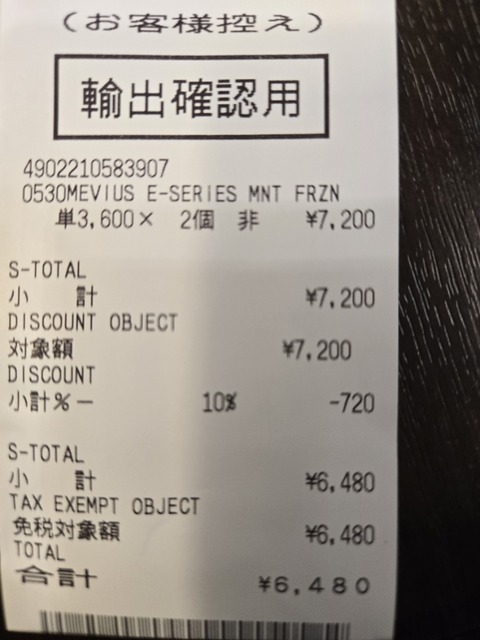 (お客様控え)
輸出確認用
4902210583907
0530MEVIUS E-SERIES MNT FRZN
単3,600× 2個 非 ¥7,200
S-TOTAL
小 計 ¥7,200
DISCOUNT OBJECT
対象額 ¥7,200
DISCOUNT
小計%- 10% -720
S-TOTAL
小 計 ¥6,480
TAX EXEMPT OBJECT
免税対象額 ¥6,480
TOTAL
合計 ¥6,480